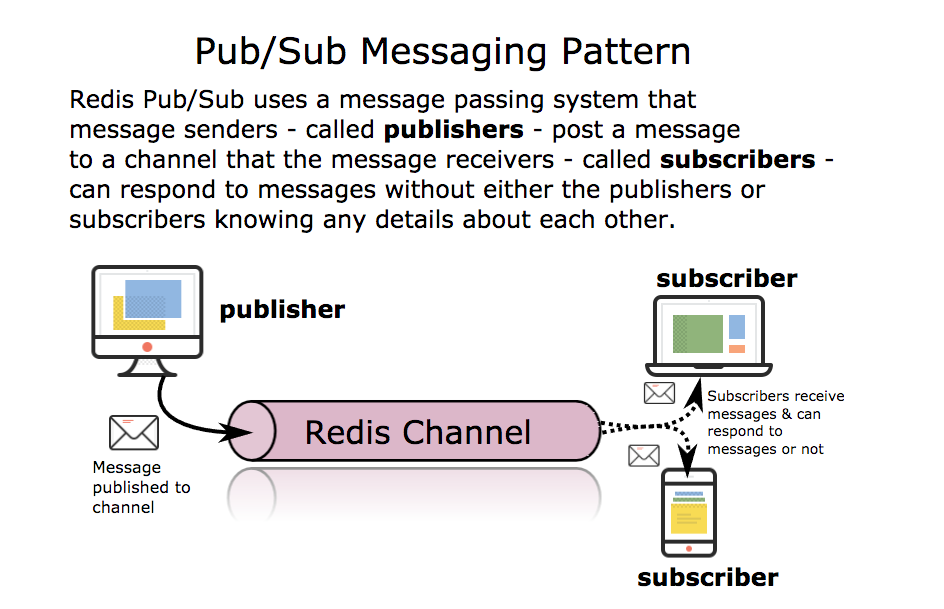 Pub/Sub Messaging Pattern
Redis Pub/Sub uses a message passing system that
message senders - called publishers - post a message
to a channel that the message receivers - called subscribers -
can respond to messages without either the publishers or
subscribers knowing any details about each other.
publisher
subscriber
Subscribers receive
messages & can
respond to
messages or not
Redis Channel
Message
published to
channel
subscriber